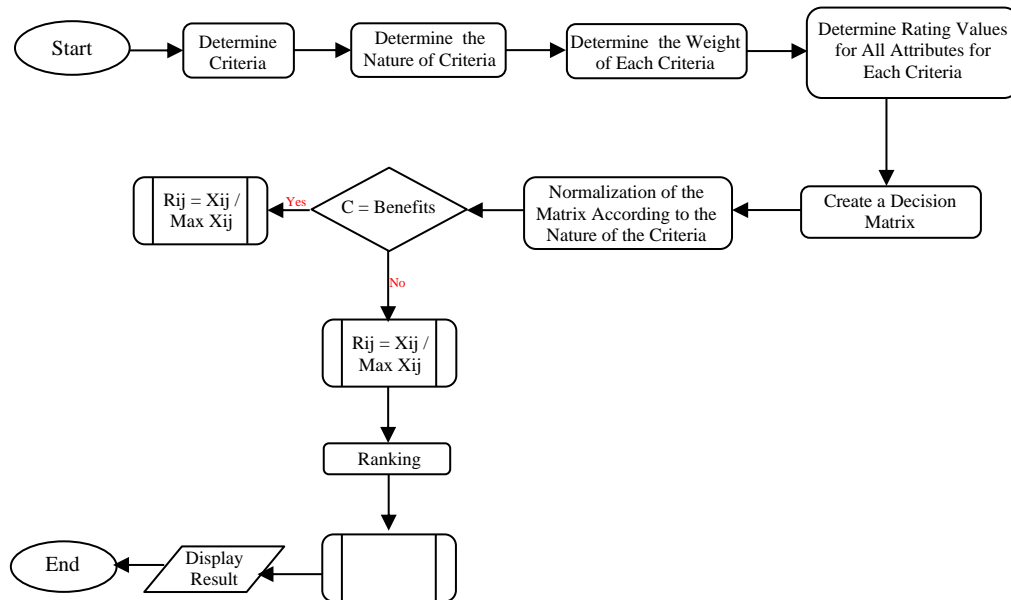 Start
Determine
Criteria
Determine the
Nature of Criteria
Determine the Weight
of Each Criteria
Determine Rating Values
for All Attributes for
Each Criteria
Create a Decision
Matrix
Normalization of the
Matrix According to the
Nature of the Criteria
C = Benefits
Yes
Rij = Xij /
Max Xij
No
Rij = Xij /
Max Xij
Ranking
Display
Result
End